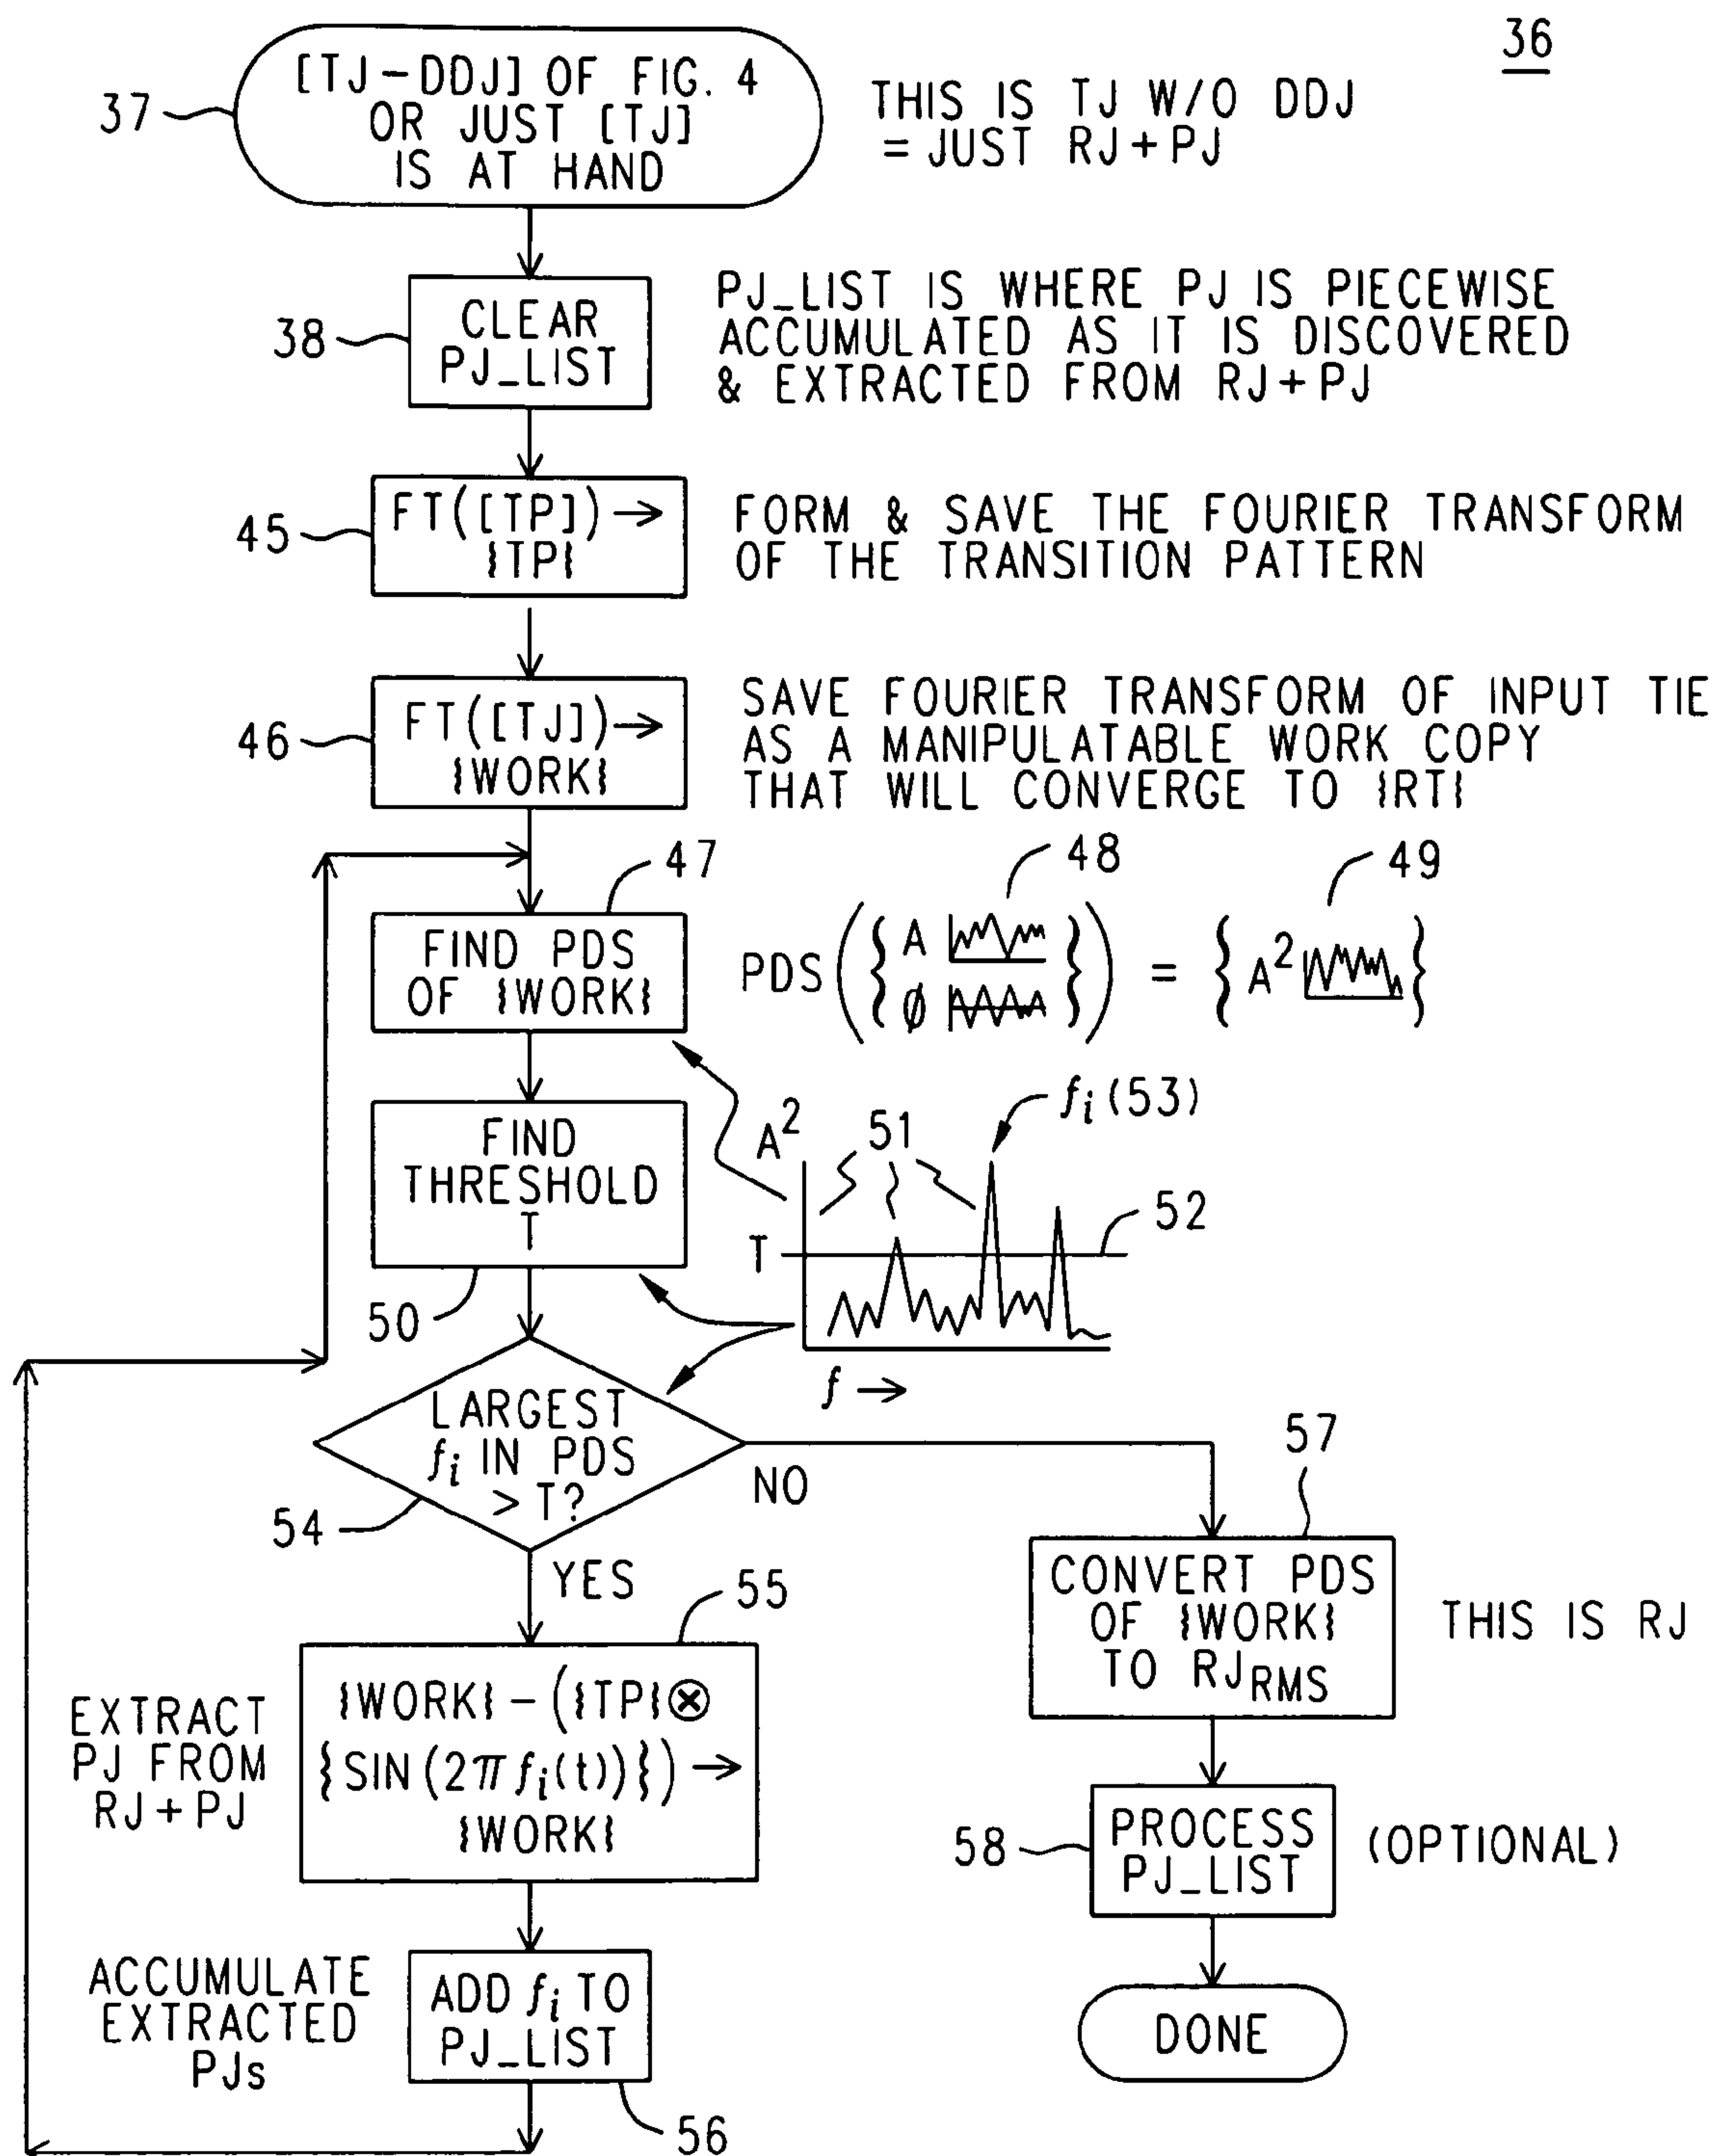 36
37
[TJ-DDJ] OF FIG. 4
OR JUST [TJ]
IS AT HAND
THIS IS TJ W/O DDJ
= JUST RJ+PJ
38
CLEAR
PJ_LIST
PJ_LIST IS WHERE PJ IS PIECEWISE
ACCUMULATED AS IT IS DISCOVERED
& EXTRACTED FROM RJ+PJ
45
FT([TP])→
{TP}
FORM & SAVE THE FOURIER TRANSFORM
OF THE TRANSITION PATTERN
46
FT([TJ])→
{WORK}
SAVE FOURIER TRANSFORM OF INPUT TIE
AS A MANIPULATABLE WORK COPY
THAT WILL CONVERGE TO {RT}
47
FIND PDS
OF {WORK}
48
49
PDS({A Ø}) = {A²}
50
FIND
THRESHOLD
T
A²
51
fi (53)
T
52
f →
54
LARGEST
fi IN PDS
> T?
NO
YES
55
EXTRACT
PJ FROM
RJ+PJ
{WORK} – ({TP}⊗
{SIN(2π fi(t))}) →
{WORK}
ACCUMULATE
EXTRACTED
PJs
ADD fi TO
PJ_LIST
56
57
CONVERT PDS
OF {WORK}
TO RJRMS
THIS IS RJ
58
PROCESS
PJ_LIST
(OPTIONAL)
DONE